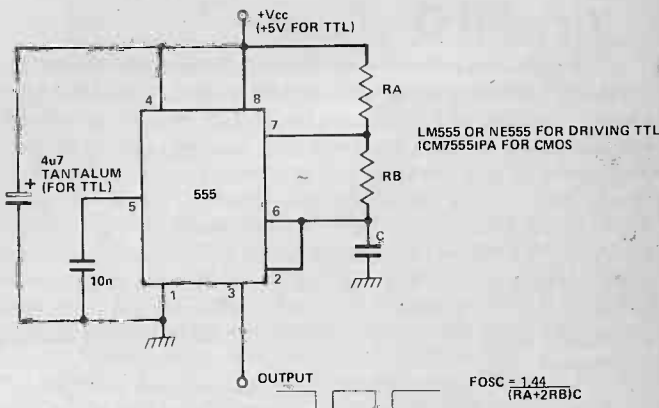 +Vcc
(+5V FOR TTL)
RA
4
8
7
LM555 OR NE555 FOR DRIVING TTL
ICM7555IPA FOR CMOS
4u7
TANTALUM
(FOR TTL)
+
RB
555
5
6
C
10n
2
1
3
OUTPUT
FOSC = 1.44
(RA+2RB)C